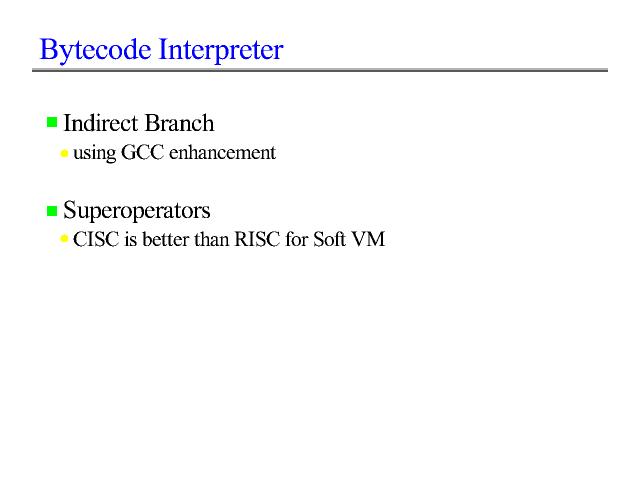 Bytecode Interpreter
Indirect Branch
using GCC enhancement
Superoperators
CISC is better than RISC for Soft VM